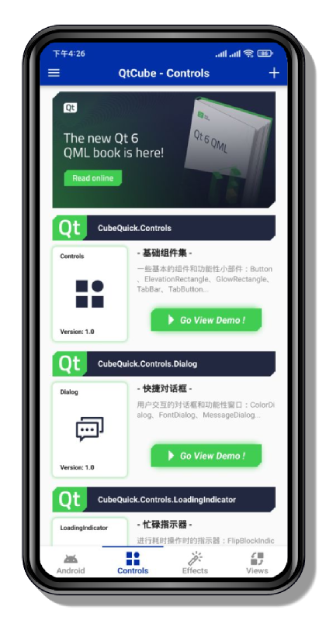 下午4:26
QtCube - Controls
Qt
The new Qt 6
QML book
is here!
Read online
Qt 6 QML
Qt CubeQuick.Controls
Controls
Version: 1.0
- 基础组件集 -
一些基本的组件和功能性小部件：Button
、ElevationRectangle、GlowRectangle、
TabBar、TabButton...
Go View Demo !
Qt CubeQuick.Controls.Dialog
Dialog
Version: 1.0
- 快捷对话框 -
用户交互的对话框和功能性窗口：ColorDi
alog、FontDialog、MessageDialog...
Go View Demo !
Qt CubeQuick.Controls.LoadingIndicator
LoadingIndicator
- 忙碌指示器 -
进行耗时操作时的指示器：FlipBlockIndic
Android
Controls
Effects
Views